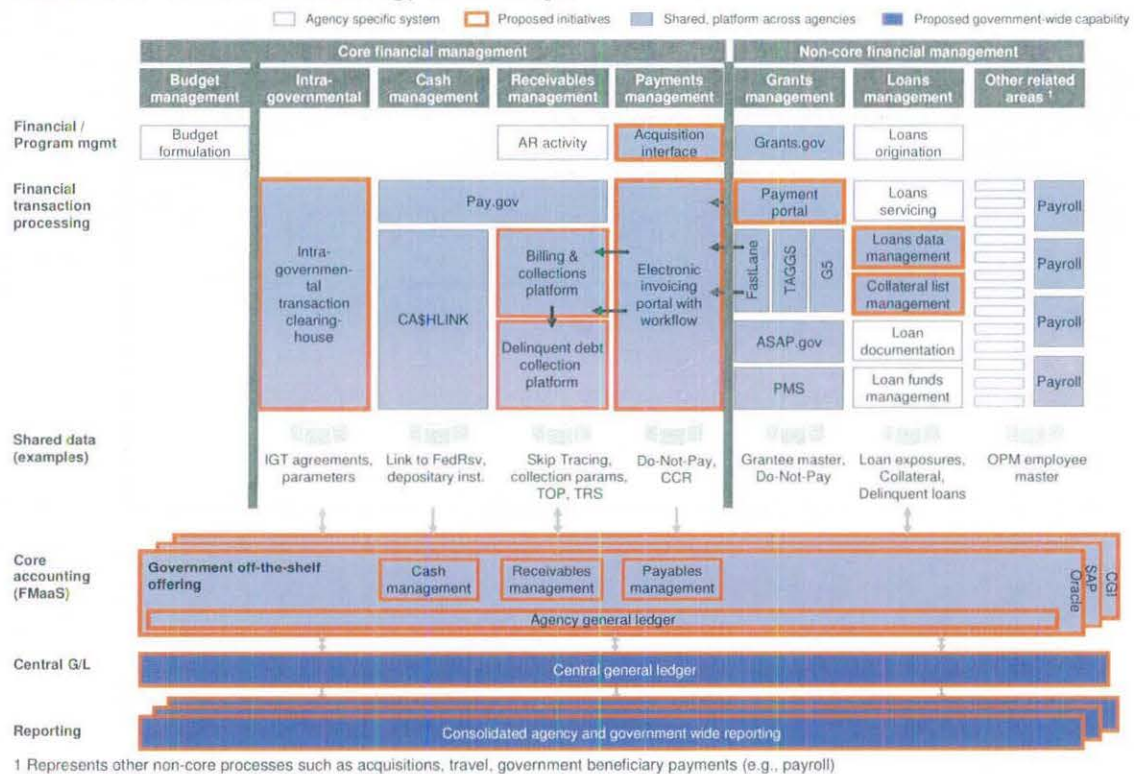 Agency specific system
Proposed initiatives
Shared, platform across agencies
Proposed government-wide capability
Core financial management
Non-core financial management
Budget
management
Intra-
governmental
Cash
management
Receivables
management
Payments
management
Grants
management
Loans
management
Other related
areas 1
Financial /
Program mgmt
Budget
formulation
AR activity
Acquisition
interface
Grants.gov
Loans
origination
Financial
transaction
processing
Intra-
governmen-
tal
transaction
clearing-
house
Pay.gov
CA$HLINK
Billing &
collections
platform
Delinquent debt
collection
platform
Electronic
invoicing
portal with
workflow
Payment
portal
FastLane
TAGGS
G5
ASAP.gov
PMS
Loans
servicing
Loans data
management
Collateral list
management
Loan
documentation
Loan funds
management
Payroll
Payroll
Payroll
Payroll
Shared data
(examples)
IGT agreements,
parameters
Link to FedRsv,
depositary inst.
Skip Tracing,
collection params,
TOP, TRS
Do-Not-Pay,
CCR
Grantee master,
Do-Not-Pay
Loan exposures,
Collateral,
Delinquent loans
OPM employee
master
Core
accounting
(FMaaS)
Government off-the-shelf
offering
Cash
management
Receivables
management
Payables
management
Agency general ledger
Oracle
SAP
CGI
Central G/L
Central general ledger
Reporting
Consolidated agency and government wide reporting
1 Represents other non-core processes such as acquisitions, travel, government beneficiary payments (e.g., payroll)